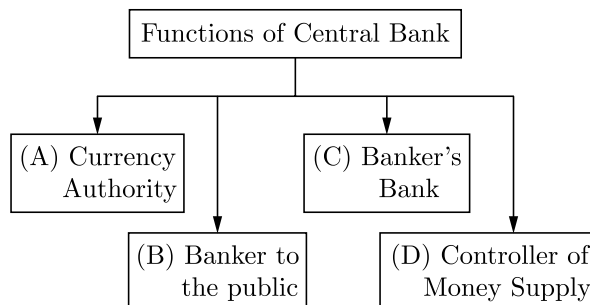 Functions of Central Bank
(A) Currency
Authority
(C) Banker's
Bank
(B) Banker to
the public
(D) Controller of
Money Supply